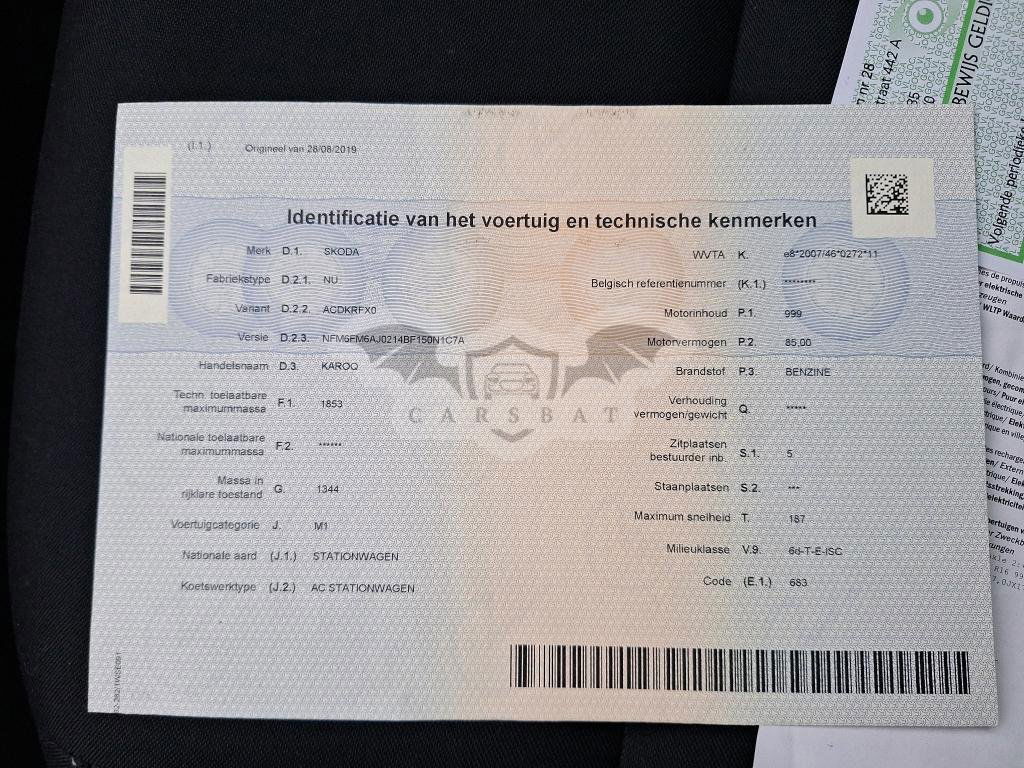 (I.1.) Origineel van 28/08/2019
Identificatie van het voertuig en technische kenmerken
Merk D.1. SKODA
Fabriekstype D.2.1. NU
Variant D.2.2. ACDKRFX0
Versie D.2.3. NFM6FM6AJ0214BF150N1C7A
Handelsnaam D.3. KAROQ
Techn. toelaatbare
maximummassa F.1. 1853
Nationale toelaatbare
maximummassa F.2. ******
Massa in
rijklare toestand G. 1344
Voertuigcategorie J. M1
Nationale aard (J.1.) STATIONWAGEN
Koetswerktype (J.2.) AC STATIONWAGEN
WVTA K. e8*2007/46*0272*11
Belgisch referentienummer (K.1.) ********
Motorinhoud P.1. 999
Motorvermogen P.2. 85,00
Brandstof P.3. BENZINE
Verhouding
vermogen/gewicht Q. *****
Zitplaatsen
bestuurder inb. S.1. 5
Staanplaatsen S.2. ***
Maximum snelheid T. 187
Milieuklasse V.9. 6d-T-E-ISC
Code (E.1.) 683
CARSBAT
nr 28
straat 442 A
BEWIJS GELDI
Volgende periodieke